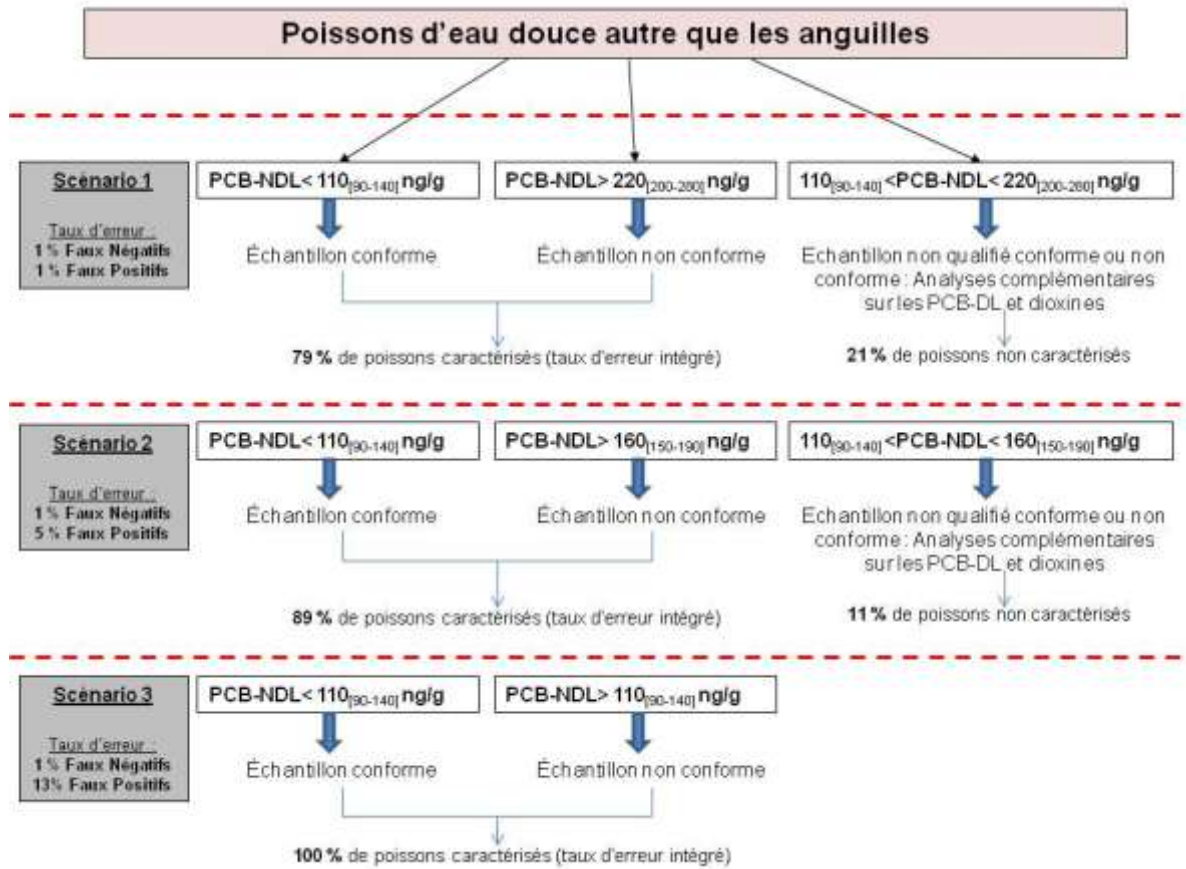 Poissons d'eau douce autre que les anguilles
Scénario 1
Taux d'erreur :
1 % Faux Négatifs
1 % Faux Positifs
PCB-NDL< 110[90-140] ng/g
Échantillon conforme
PCB-NDL> 220[200-280] ng/g
Échantillon non conforme
79 % de poissons caractérisés (taux d'erreur intégré)
110[90-140] <PCB-NDL< 220[200-280] ng/g
Echantillon non qualifié conforme ou non
conforme : Analyses complémentaires
sur les PCB-DL et dioxines
21 % de poissons non caractérisés
Scénario 2
Taux d'erreur :
1 % Faux Négatifs
5 % Faux Positifs
PCB-NDL< 110[90-140] ng/g
Échantillon conforme
PCB-NDL> 160[150-190] ng/g
Échantillon non conforme
89 % de poissons caractérisés (taux d'erreur intégré)
110[90-140] <PCB-NDL< 160[150-190] ng/g
Echantillon non qualifié conforme ou non
conforme : Analyses complémentaires
sur les PCB-DL et dioxines
11 % de poissons non caractérisés
Scénario 3
Taux d'erreur :
1 % Faux Négatifs
13% Faux Positifs
PCB-NDL< 110[90-140] ng/g
Échantillon conforme
PCB-NDL> 110[90-140] ng/g
Échantillon non conforme
100 % de poissons caractérisés (taux d'erreur intégré)